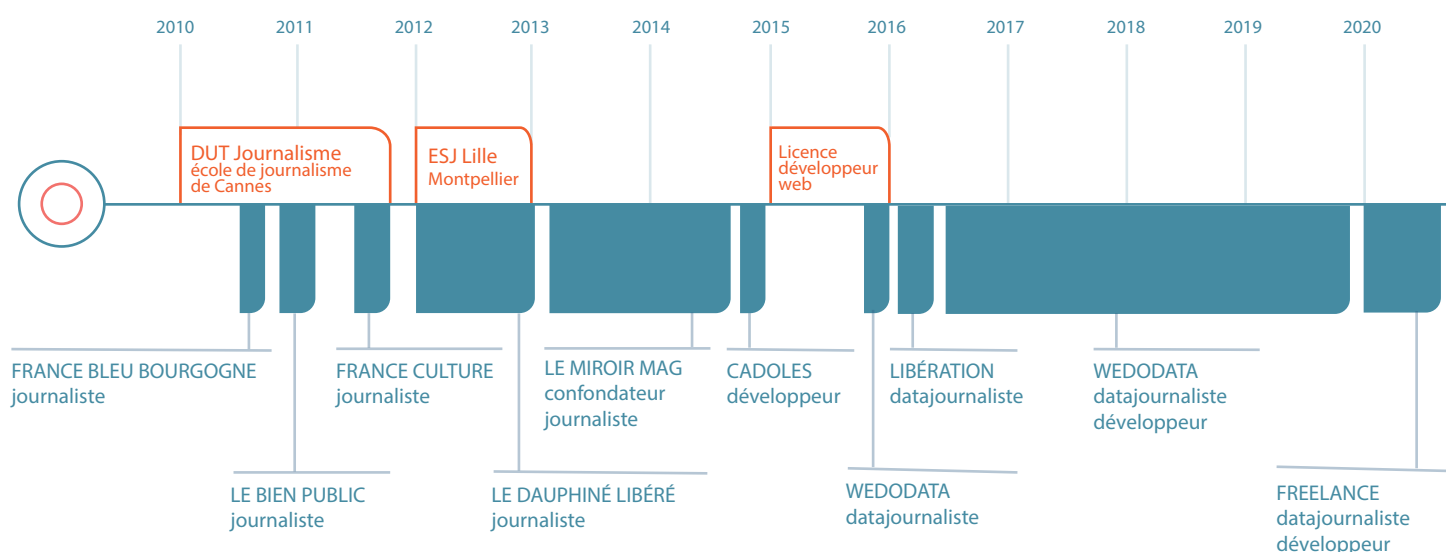 2010 2011 2012 2013 2014 2015 2016 2017 2018 2019 2020
DUT Journalisme
école de journalisme
de Cannes
ESJ Lille
Montpellier
Licence
développeur
web
FRANCE BLEU BOURGOGNE
journaliste
FRANCE CULTURE
journaliste
LE MIROIR MAG
confondateur
journaliste
CADOLES
développeur
LIBÉRATION
datajournaliste
WEDODATA
datajournaliste
développeur
LE BIEN PUBLIC
journaliste
LE DAUPHINÉ LIBÉRÉ
journaliste
WEDODATA
datajournaliste
FREELANCE
datajournaliste
développeur